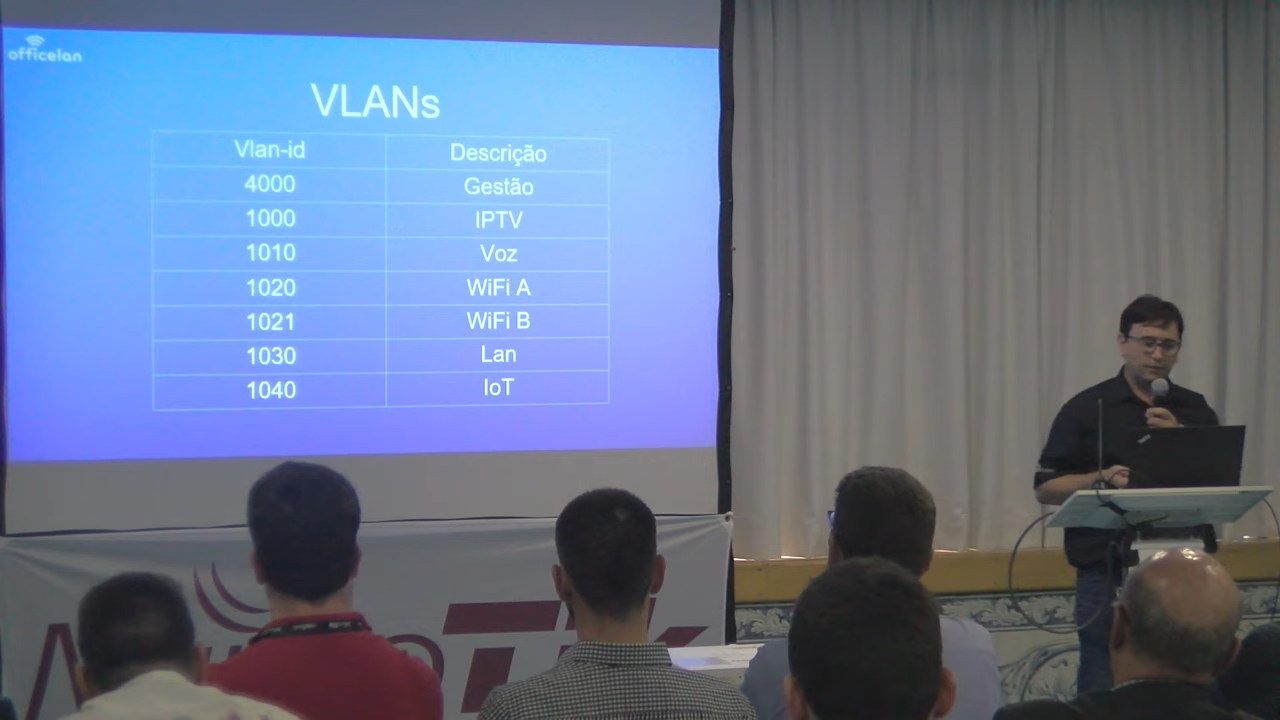 officelan
VLANs
Vlan-id Descrição
4000 Gestão
1000 IPTV
1010 Voz
1020 WiFi A
1021 WiFi B
1030 Lan
1040 IoT